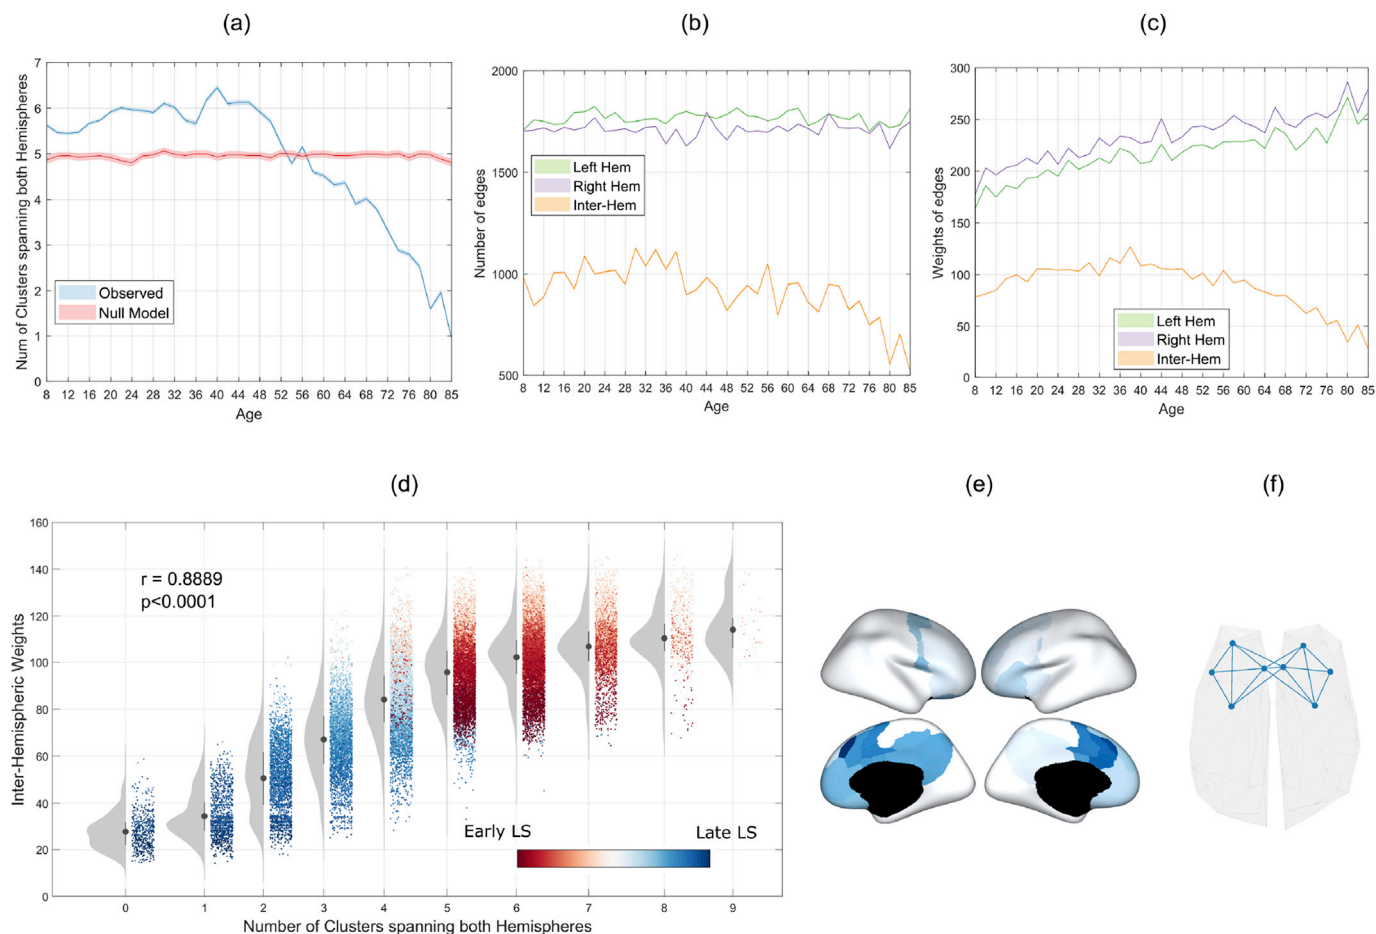 (a)
(b)
(c)
Num of Clusters spanning both Hemispheres
7
6
5
4
3
2
1
0
Observed
Null Model
8 12 16 20 24 28 32 36 40 44 48 52 56 60 64 68 72 76 80 85
Age
Number of edges
2000
1500
1000
500
Left Hem
Right Hem
Inter-Hem
8 12 16 20 24 28 32 36 40 44 48 52 56 60 64 68 72 76 80 85
Age
Weights of edges
300
250
200
150
100
50
0
Left Hem
Right Hem
Inter-Hem
8 12 16 20 24 28 32 36 40 44 48 52 56 60 64 68 72 76 80 85
Age
(d)
(e)
(f)
Inter-Hemispheric Weights
160
140
120
100
80
60
40
20
0
r = 0.8889
p<0.0001
Early LS
Late LS
0 1 2 3 4 5 6 7 8 9
Number of Clusters spanning both Hemispheres